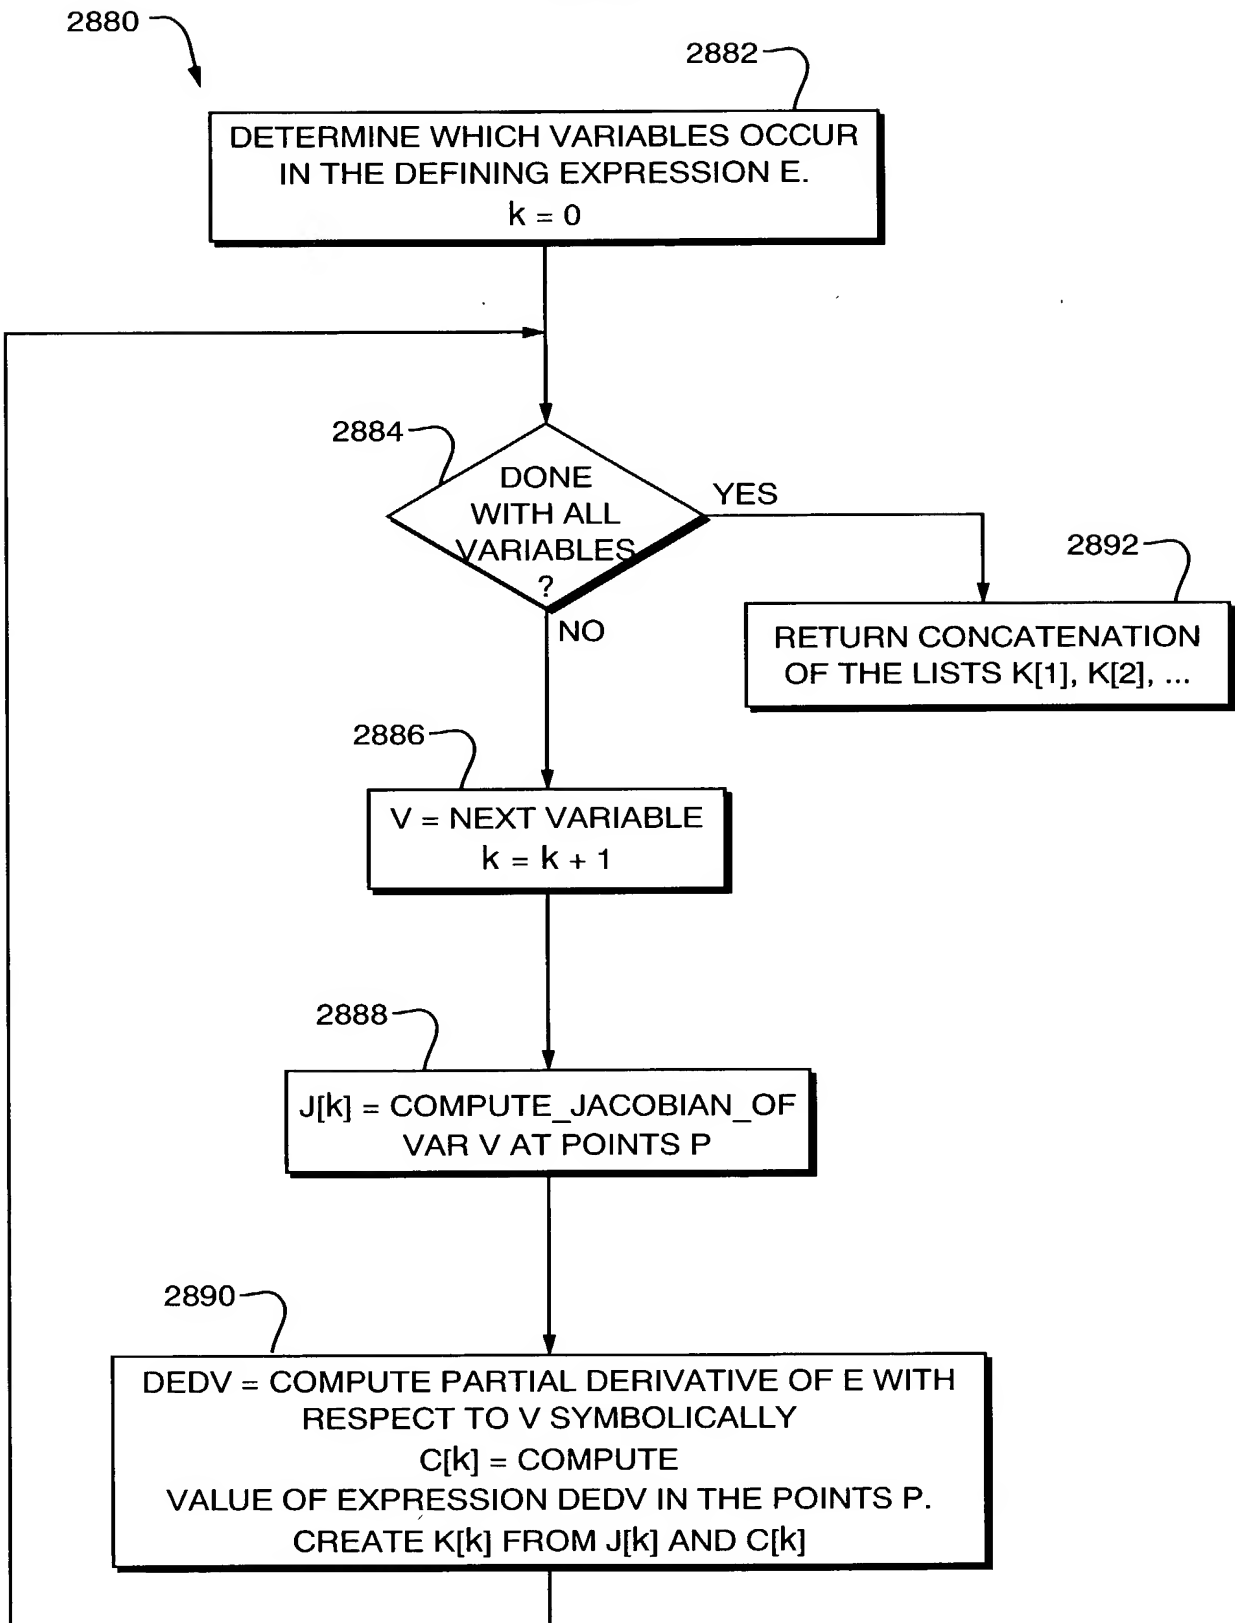 2880
2882
DETERMINE WHICH VARIABLES OCCUR
IN THE DEFINING EXPRESSION E.
k = 0
2884
DONE
WITH ALL
VARIABLES
?
YES
NO
2892
RETURN CONCATENATION
OF THE LISTS K[1], K[2], ...
2886
V = NEXT VARIABLE
k = k + 1
2888
J[k] = COMPUTE_JACOBIAN_OF
VAR V AT POINTS P
2890
DEDV = COMPUTE PARTIAL DERIVATIVE OF E WITH
RESPECT TO V SYMBOLICALLY
C[k] = COMPUTE
VALUE OF EXPRESSION DEDV IN THE POINTS P.
CREATE K[k] FROM J[k] AND C[k]